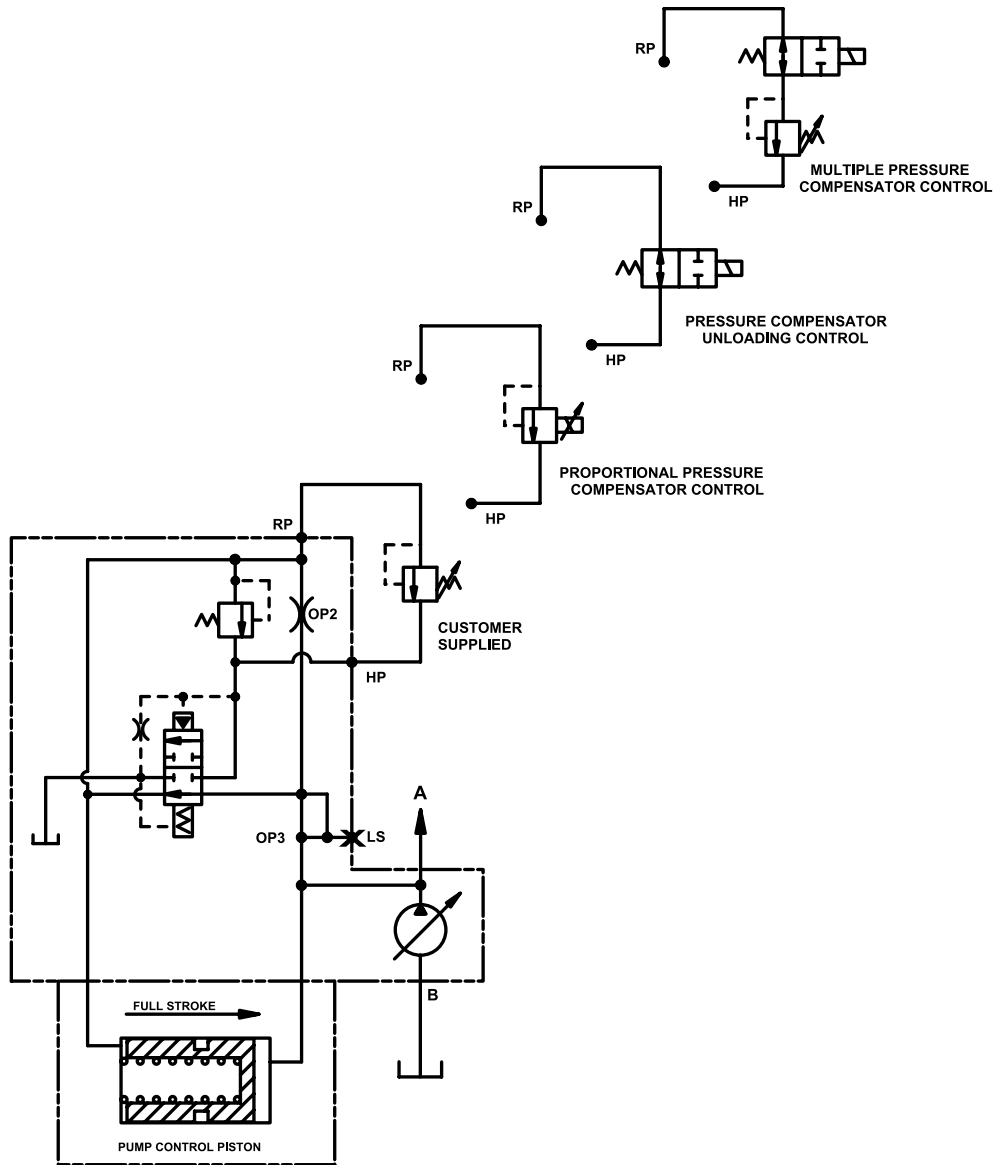 RP
HP
MULTIPLE PRESSURE
COMPENSATOR CONTROL
RP
HP
PRESSURE COMPENSATOR
UNLOADING CONTROL
RP
HP
PROPORTIONAL PRESSURE
COMPENSATOR CONTROL
RP
OP2
CUSTOMER
SUPPLIED
HP
A
OP3
LS
B
FULL STROKE
PUMP CONTROL PISTON